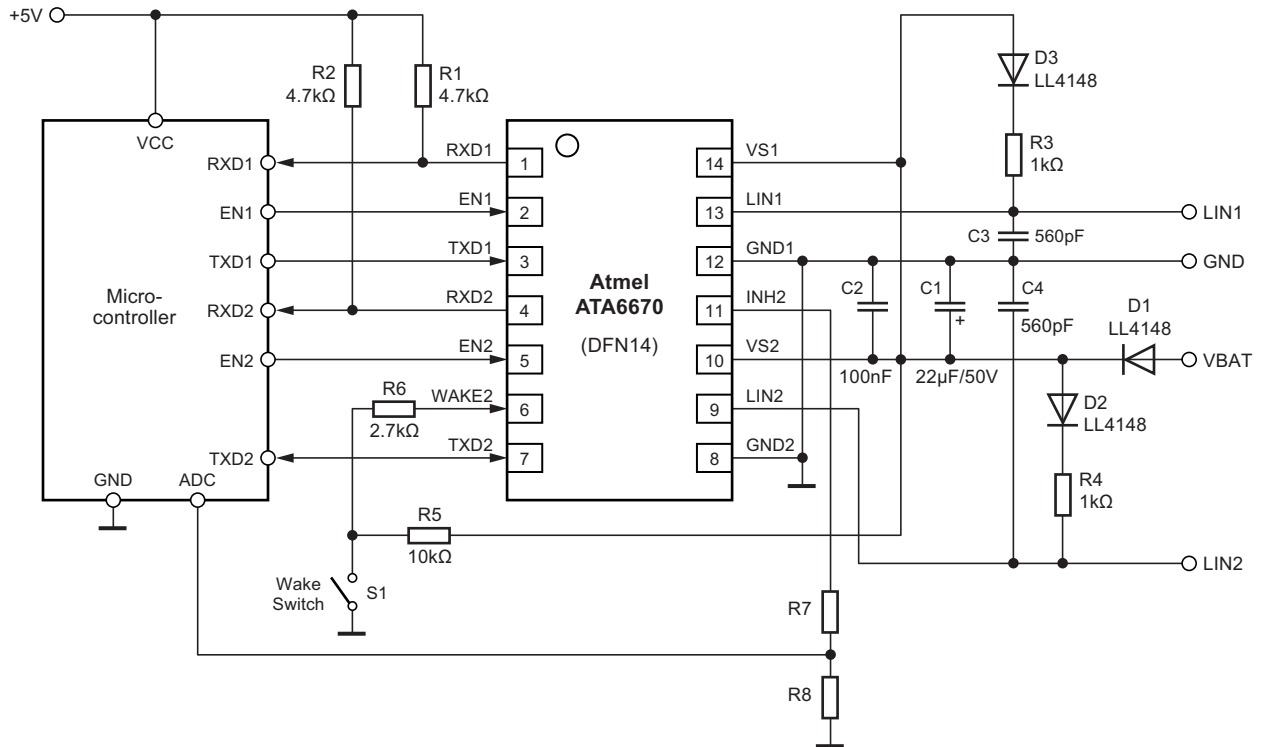 +5V
R2
4.7kΩ
R1
4.7kΩ
D3
LL4148
R3
1kΩ
VCC
RXD1
EN1
TXD1
RXD2
EN2
TXD2
Micro-
controller
GND
ADC
RXD1
EN1
TXD1
RXD2
EN2
WAKE2
TXD2
R6
2.7kΩ
1
2
3
4
5
6
7
Atmel
ATA6670
(DFN14)
14
13
12
11
10
9
8
VS1
LIN1
GND1
INH2
VS2
LIN2
GND2
C3
560pF
C2
100nF
C1
+
22µF/50V
C4
560pF
D1
LL4148
D2
LL4148
R4
1kΩ
LIN1
GND
VBAT
LIN2
R5
10kΩ
Wake
Switch
S1
R7
R8